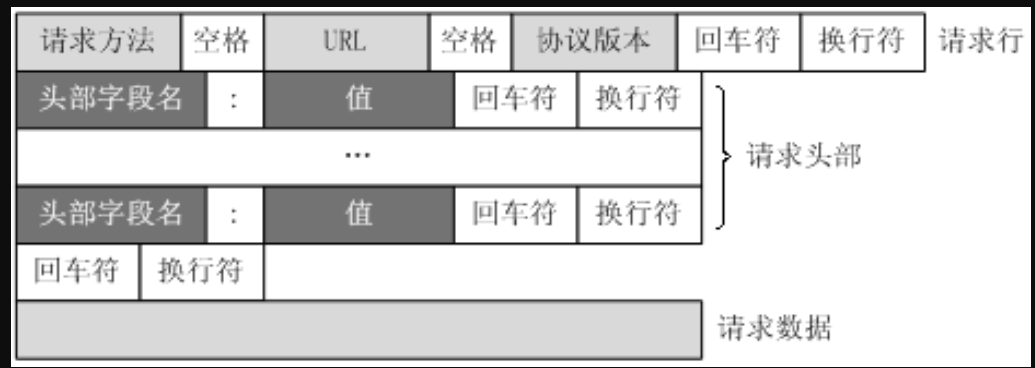 请求方法 空格 URL 空格 协议版本 回车符 换行符 请求行
头部字段名 : 值 回车符 换行符
... 请求头部
头部字段名 : 值 回车符 换行符
回车符 换行符
请求数据